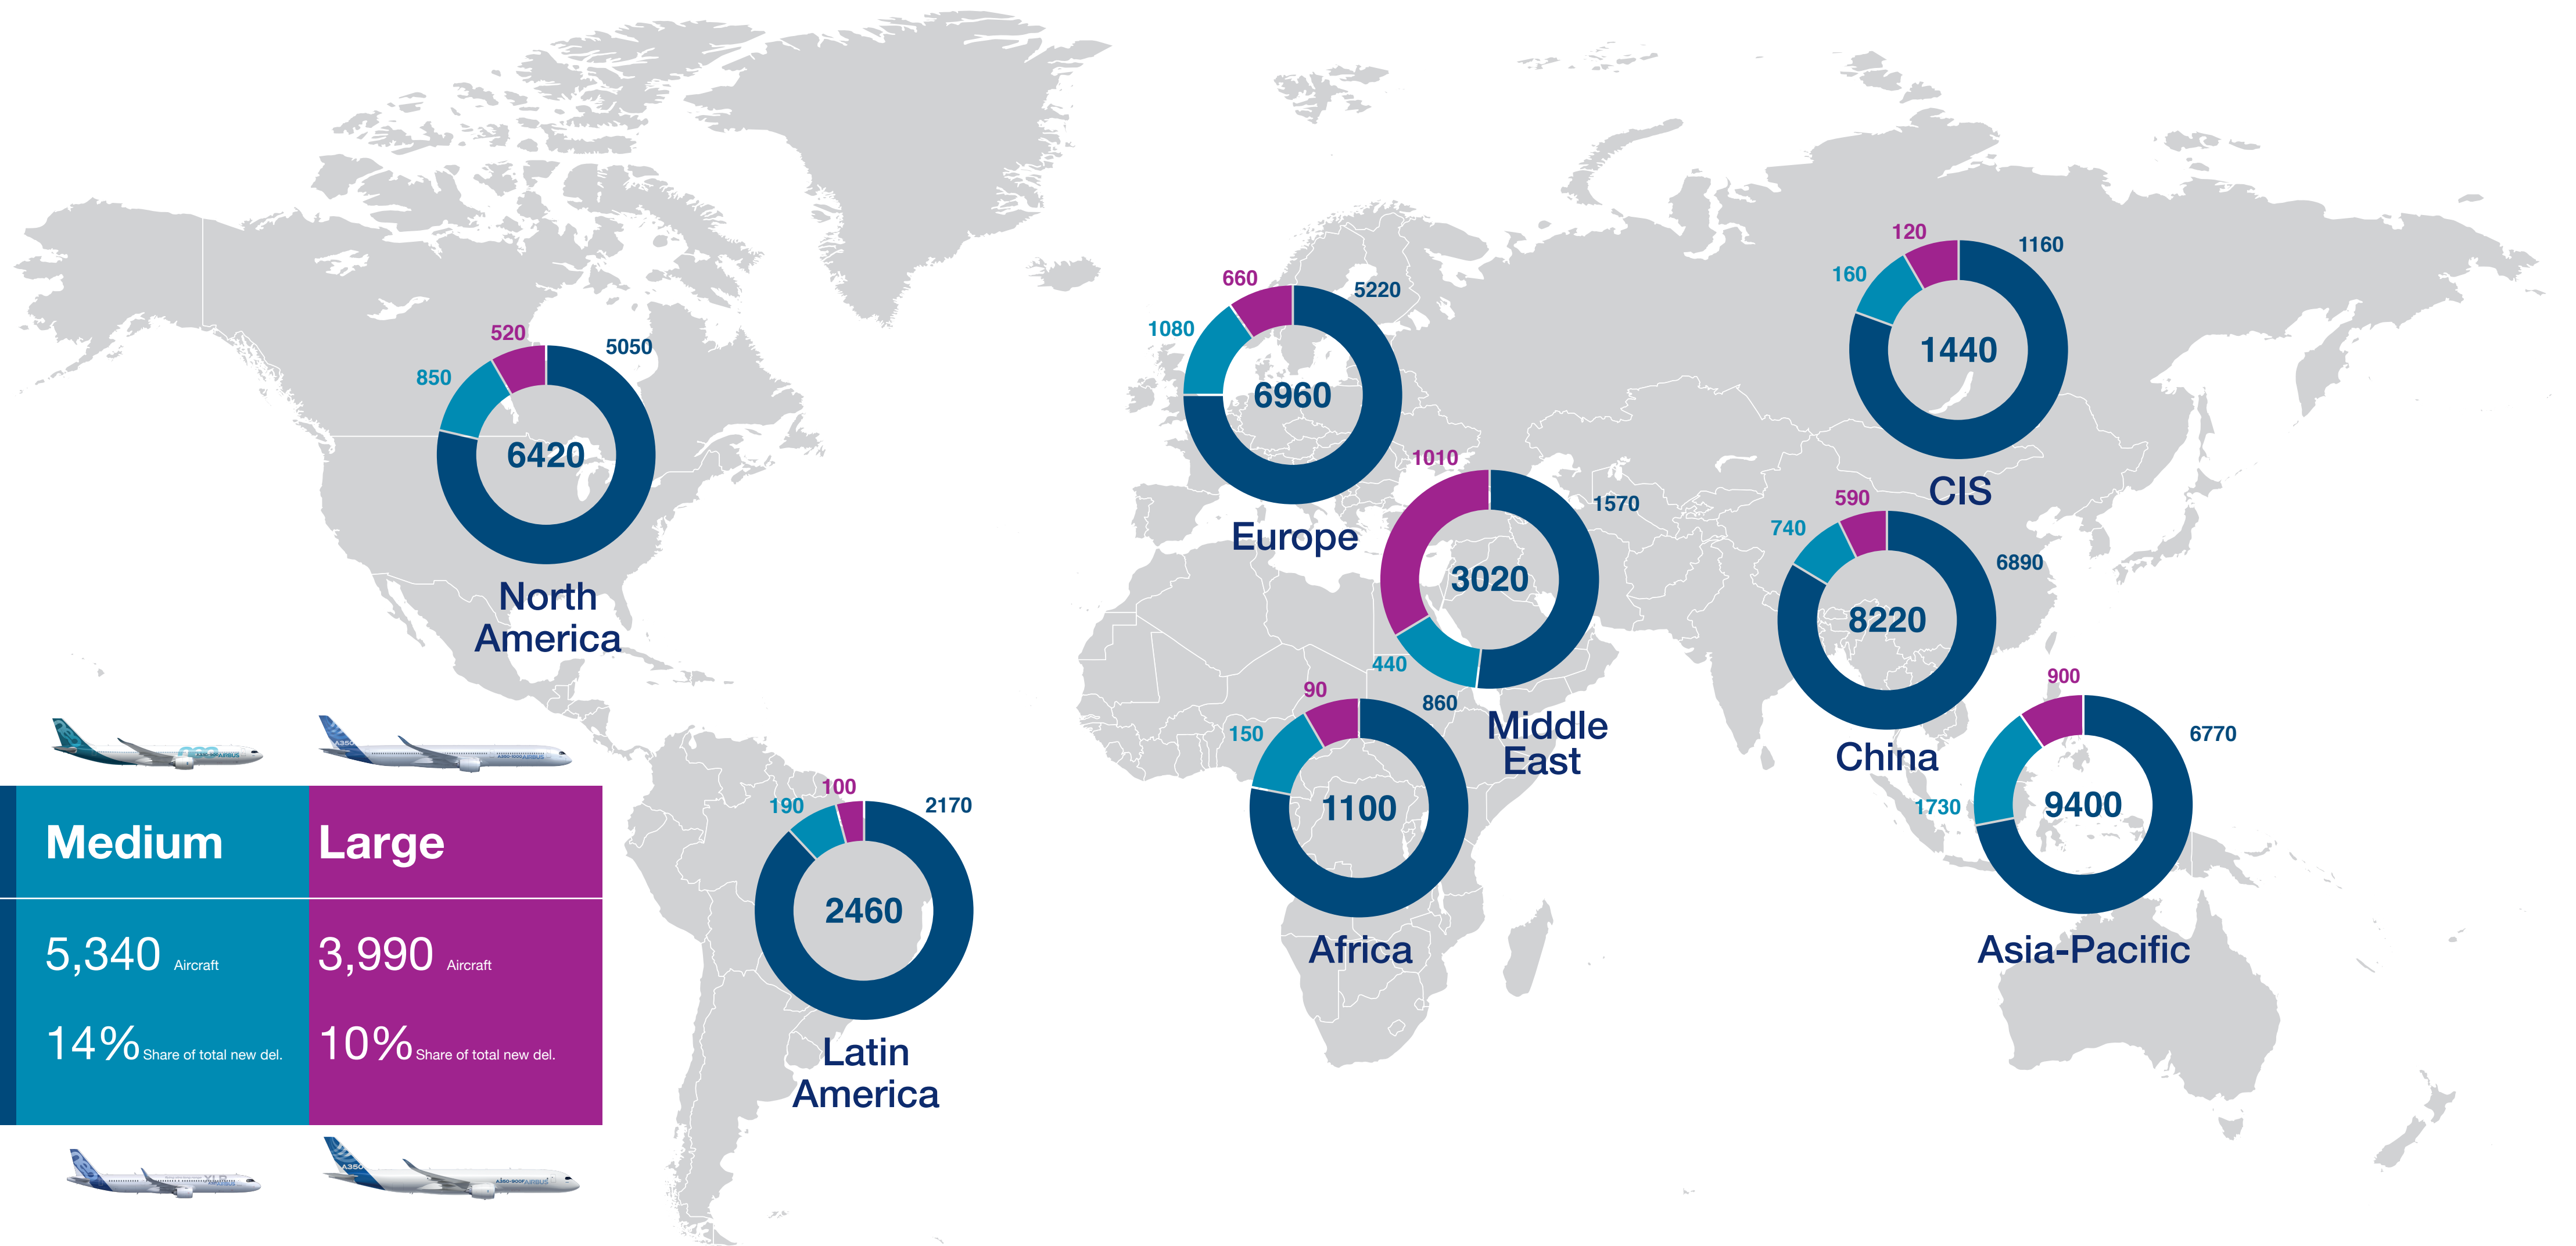 120
1160
160
1440
CIS
660
5220
1080
6960
Europe
520
5050
850
6420
North
America
1010
1570
3020
440
Middle
East
590
740
6890
8220
China
90
860
150
1100
Africa
900
6770
1730
9400
Asia-Pacific
100
190
2170
2460
Latin
America
Medium
Large
5,340 Aircraft
3,990 Aircraft
14% Share of total new del.
10% Share of total new del.